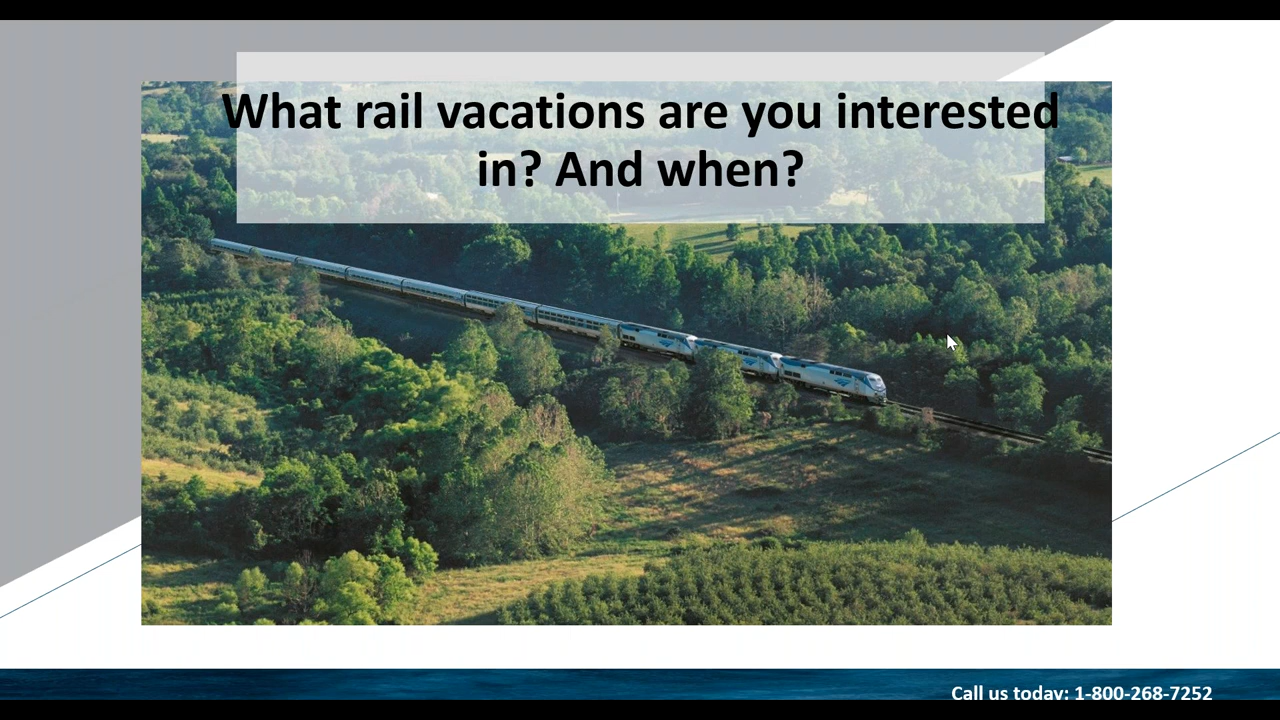 What rail vacations are you interested
in? And when?
Call us today: 1-800-268-7252